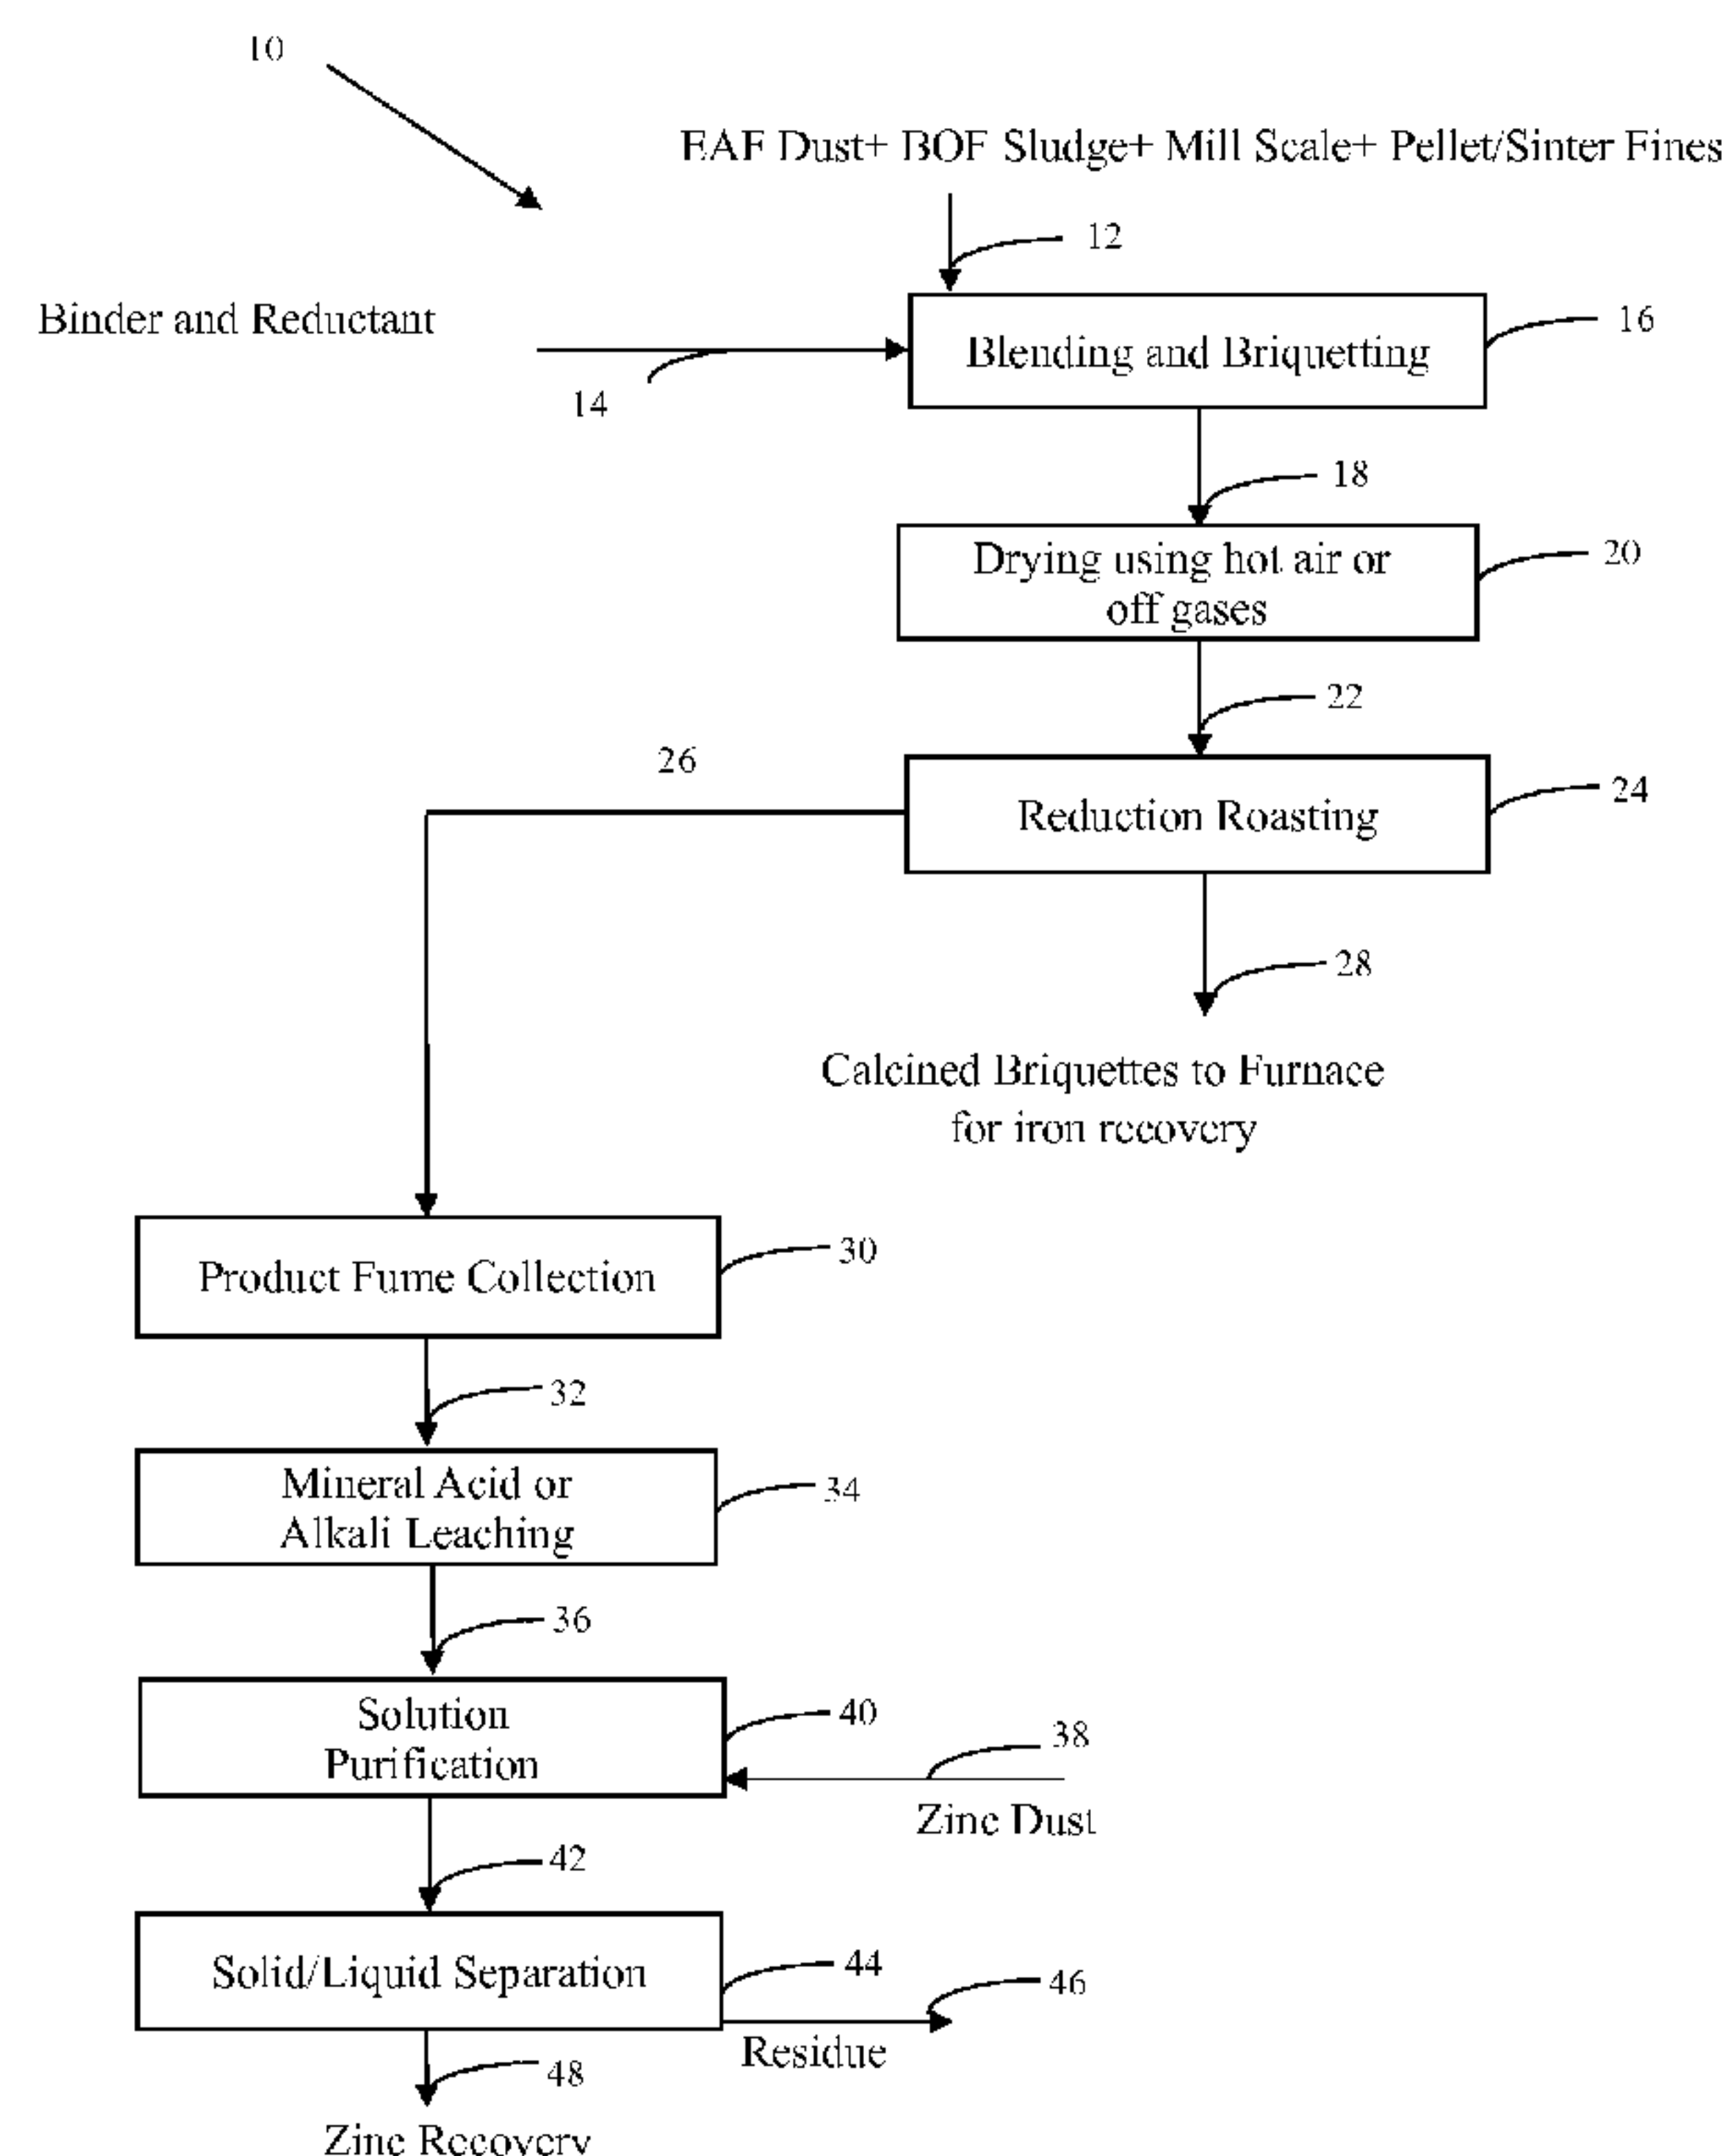 10
EAF Dust+ BOF Sludge+ Mill Scale+ Pellet/Sinter Fines
12
Binder and Reductant
16
Blending and Briquetting
14
18
Drying using hot air or
off gases
20
22
26
Reduction Roasting
24
28
Calcined Briquettes to Furnace
for iron recovery
Product Fume Collection
30
32
Mineral Acid or
Alkali Leaching
34
36
Solution
Purification
40
38
Zinc Dust
42
Solid/Liquid Separation
44
46
Residue
48
Zinc Recovery